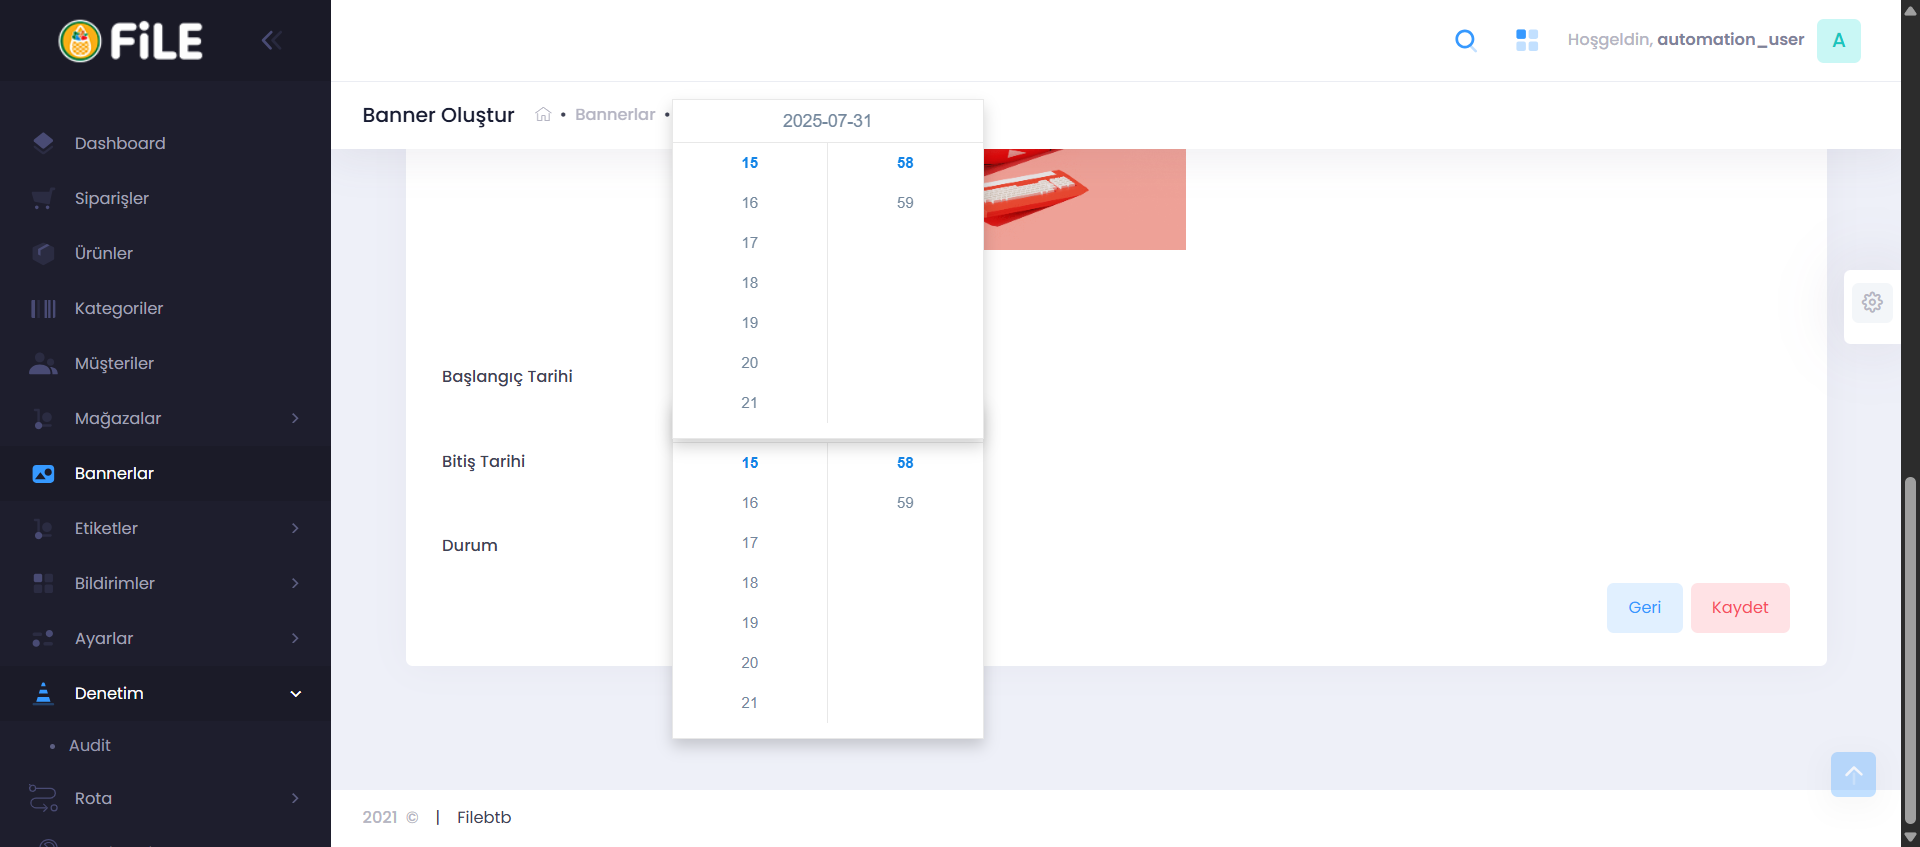 FiLE
Hoşgeldin, automation_user
A
Banner Oluştur • Bannerlar •
Dashboard
Siparişler
Ürünler
Kategoriler
Müşteriler
Mağazalar
Bannerlar
Etiketler
Bildirimler
Ayarlar
Denetim
Audit
Rota
2025-07-31
15 58
16 59
17
18
19
20
21
Başlangıç Tarihi
Bitiş Tarihi
Durum
15 58
16 59
17
18
19
20
21
Geri Kaydet
2021 © | Filebtb